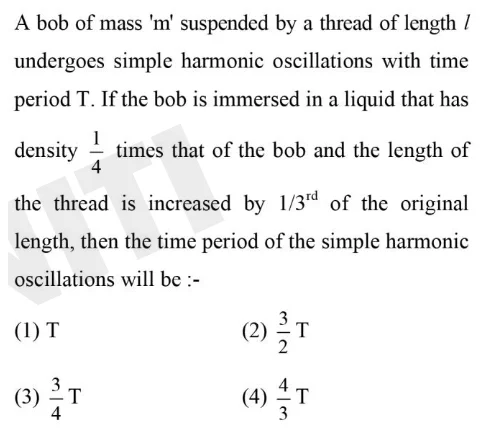 A bob of mass 'm' suspended by a thread of length l
undergoes simple harmonic oscillations with time
period T. If the bob is immersed in a liquid that has
density 1/4 times that of the bob and the length of
the thread is increased by 1/3rd of the original
length, then the time period of the simple harmonic
oscillations will be :-
(1) T (2) 3/2 T
(3) 3/4 T (4) 4/3 T